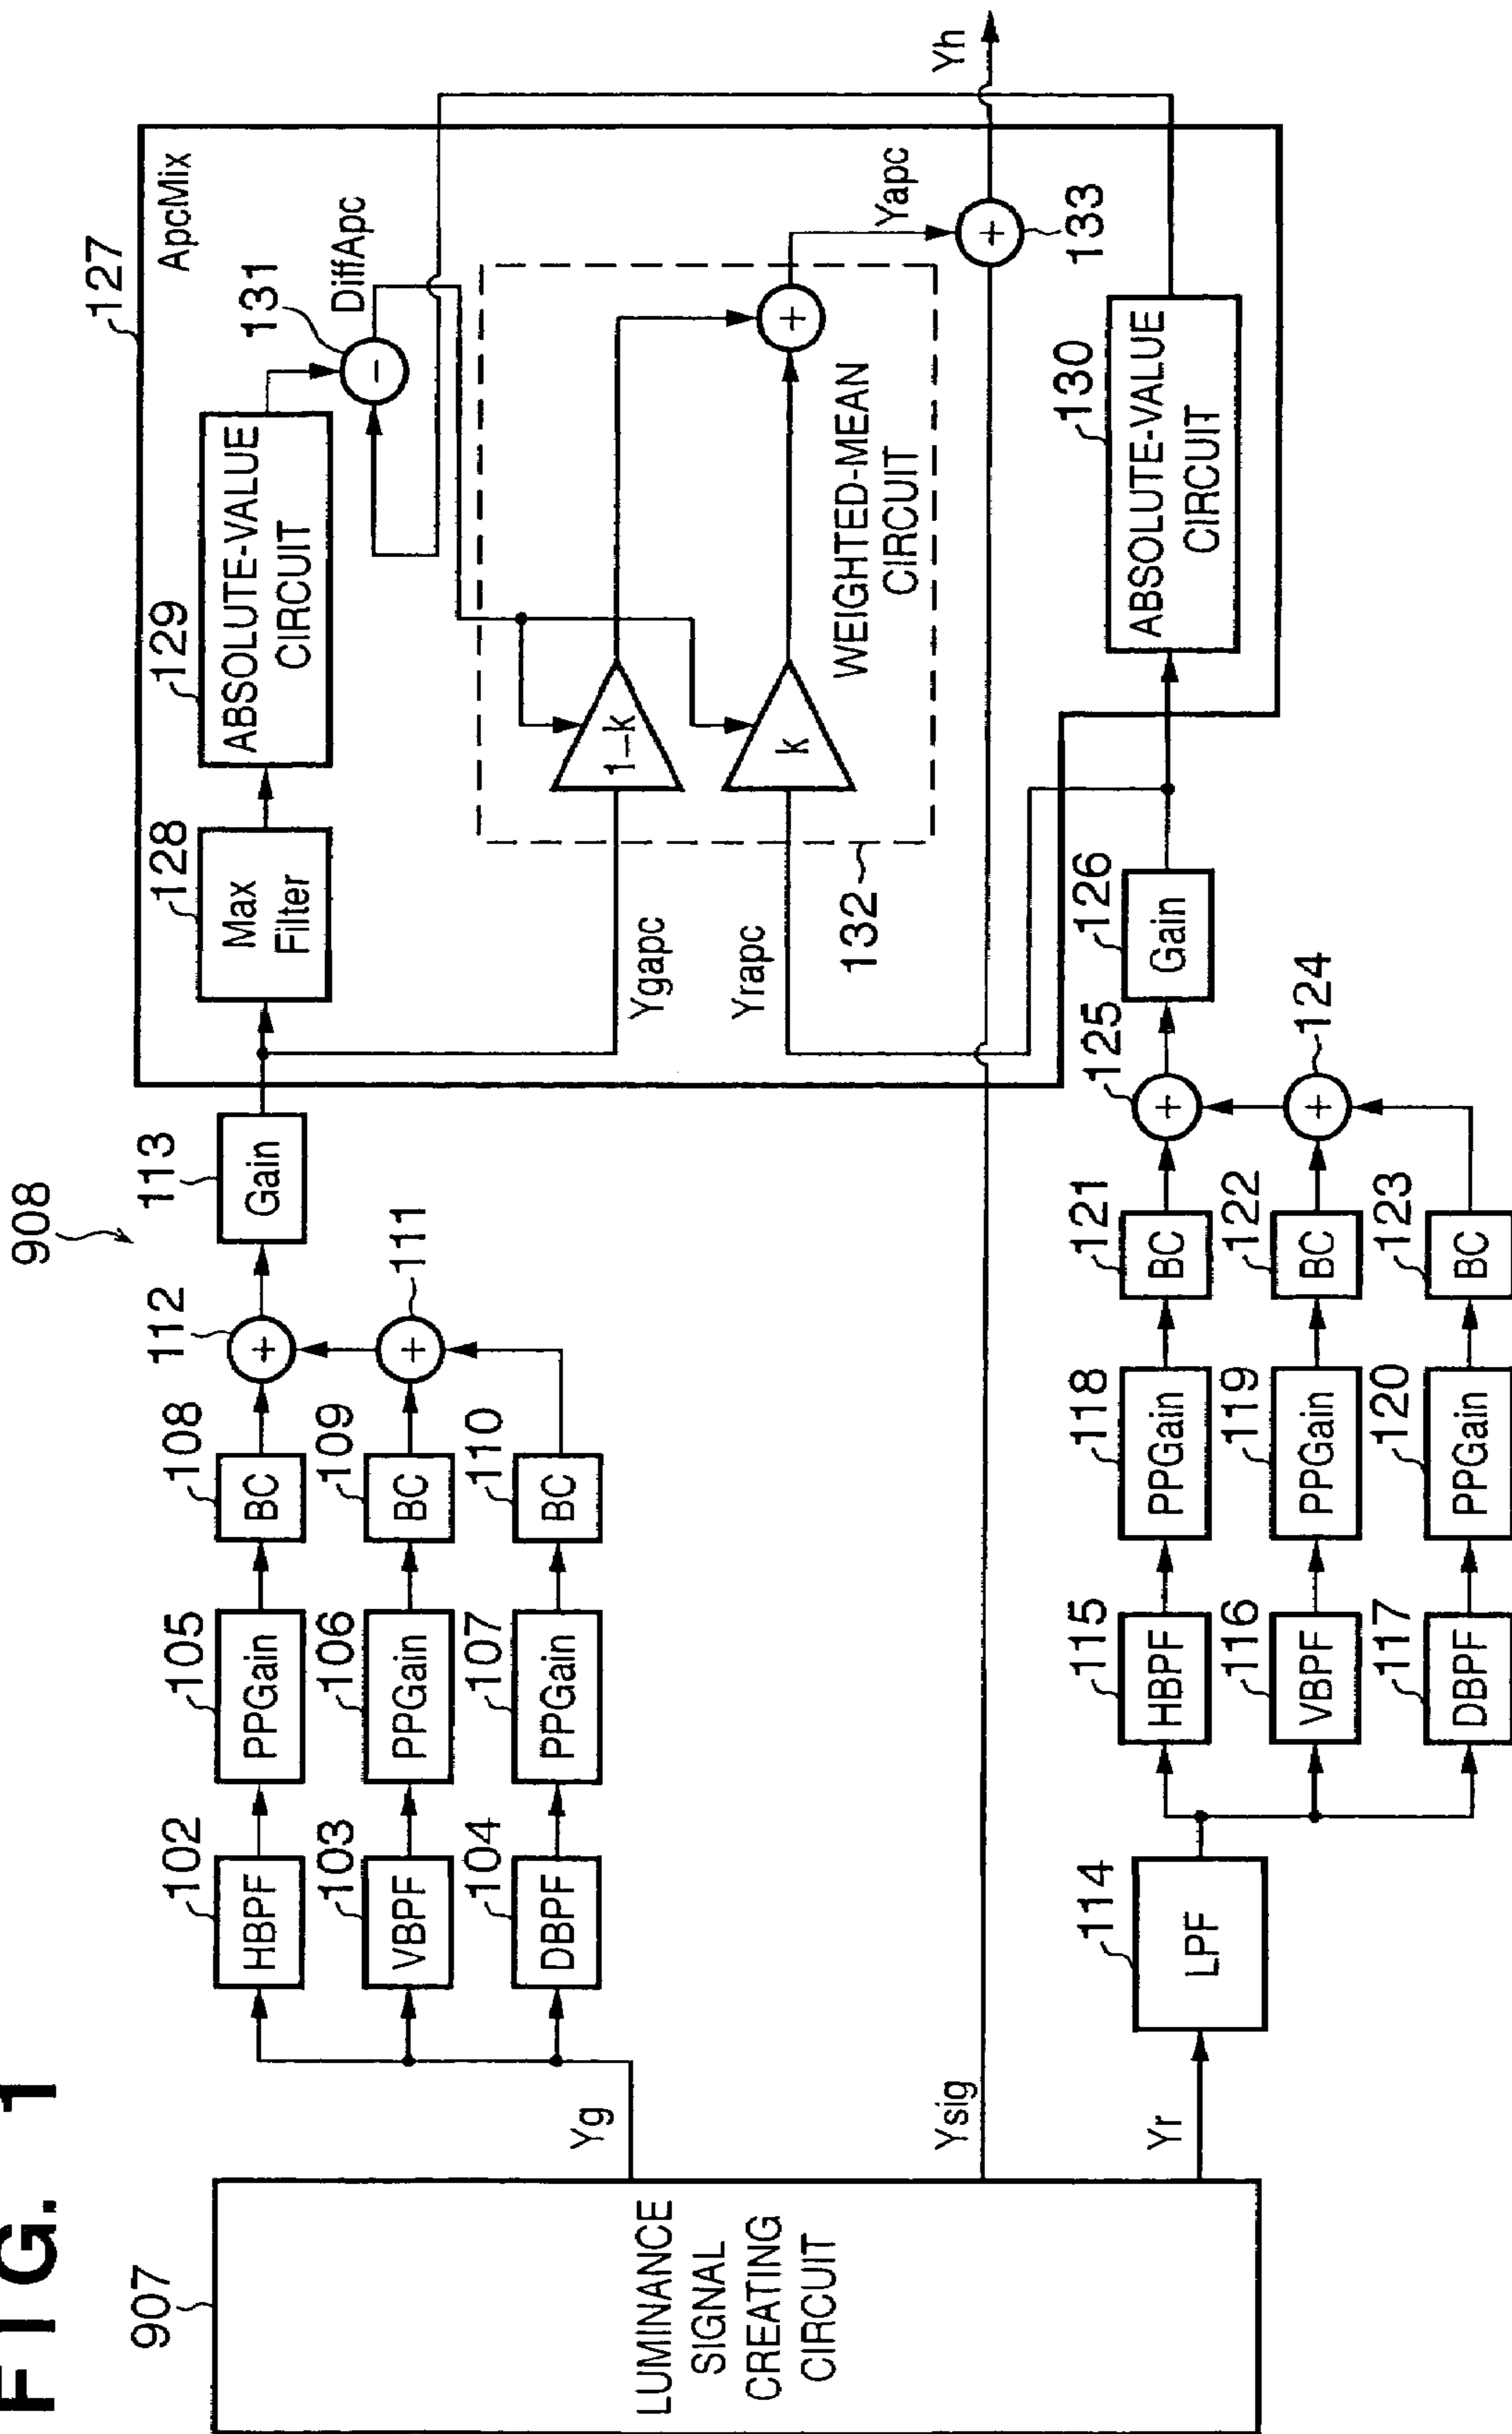 FIG. 1
908
907
LUMINANCE
SIGNAL
CREATING
CIRCUIT
Yg
Ysig
Yr
102
HBPF
105
PPGain
108
BC
112
+
113
Gain
103
VBPF
106
PPGain
109
BC
111
+
104
DBPF
107
PPGain
110
BC
127
ApcMix
128
Max
Filter
129
ABSOLUTE-VALUE
CIRCUIT
131
−
DiffApc
Ygapc
1−k
Yrapc
k
+
WEIGHTED-MEAN
CIRCUIT
132
Yapc
+
133
Yh
130
ABSOLUTE-VALUE
CIRCUIT
114
LPF
115
HBPF
118
PPGain
121
BC
125
+
126
Gain
116
VBPF
119
PPGain
122
BC
124
+
117
DBPF
120
PPGain
123
BC